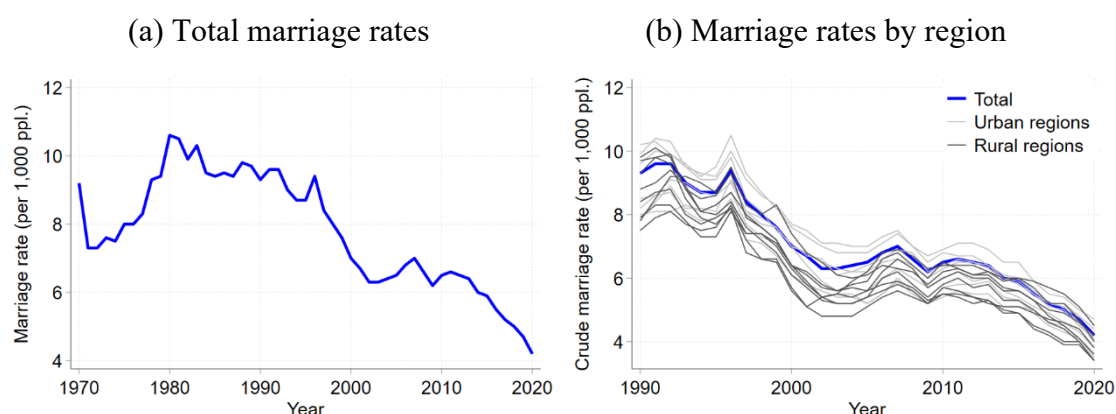 (a) Total marriage rates
Marriage rate (per 1,000 ppl.)
12
10
8
6
4
1970
1980
1990
2000
2010
2020
Year
(b) Marriage rates by region
Crude marriage rate (per 1,000 ppl.)
12
10
8
6
4
Total
Urban regions
Rural regions
1990
2000
2010
2020
Year